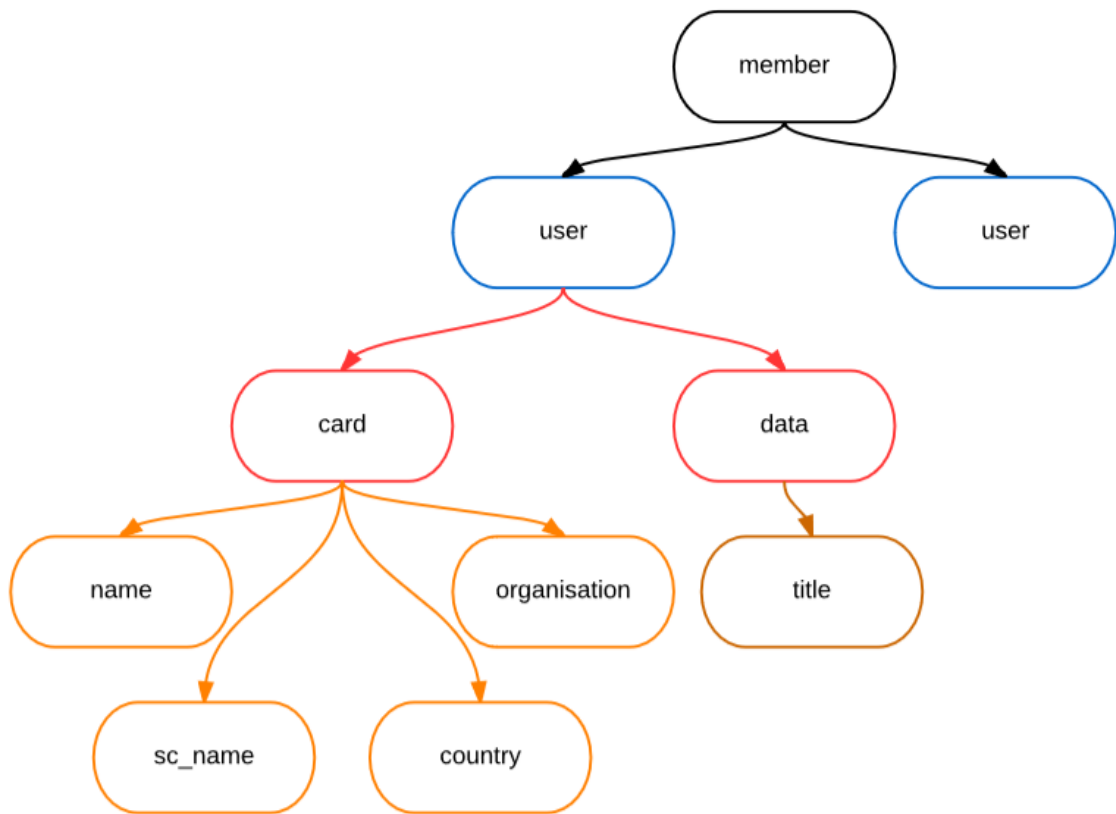 member
user
user
card
data
name
organisation
title
sc_name
country